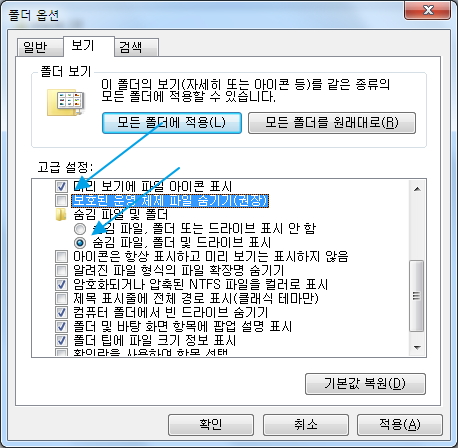 폴더 옵션
일반
보기
검색
폴더 보기
이 폴더의 보기(자세히 또는 아이콘 등)를 같은 종류의
모든 폴더에 적용할 수 있습니다.
모든 폴더에 적용(L)
모든 폴더를 원래대로(R)
고급 설정:
미리 보기에 파일 아이콘 표시
보호된 운영 체제 파일 숨기기(권장)
숨김 파일 및 폴더
숨김 파일, 폴더 또는 드라이브 표시 안 함
숨김 파일, 폴더 및 드라이브 표시
아이콘은 항상 표시하고 미리 보기는 표시하지 않음
알려진 파일 형식의 파일 확장명 숨기기
암호화되거나 압축된 NTFS 파일을 컬러로 표시
제목 표시줄에 전체 경로 표시(클래식 테마만)
컴퓨터 폴더에서 빈 드라이브 숨기기
폴더 및 바탕 화면 항목에 팝업 설명 표시
폴더 팁에 파일 크기 정보 표시
확인란을 사용하여 항목 선택
기본값 복원(D)
확인
취소
적용(A)